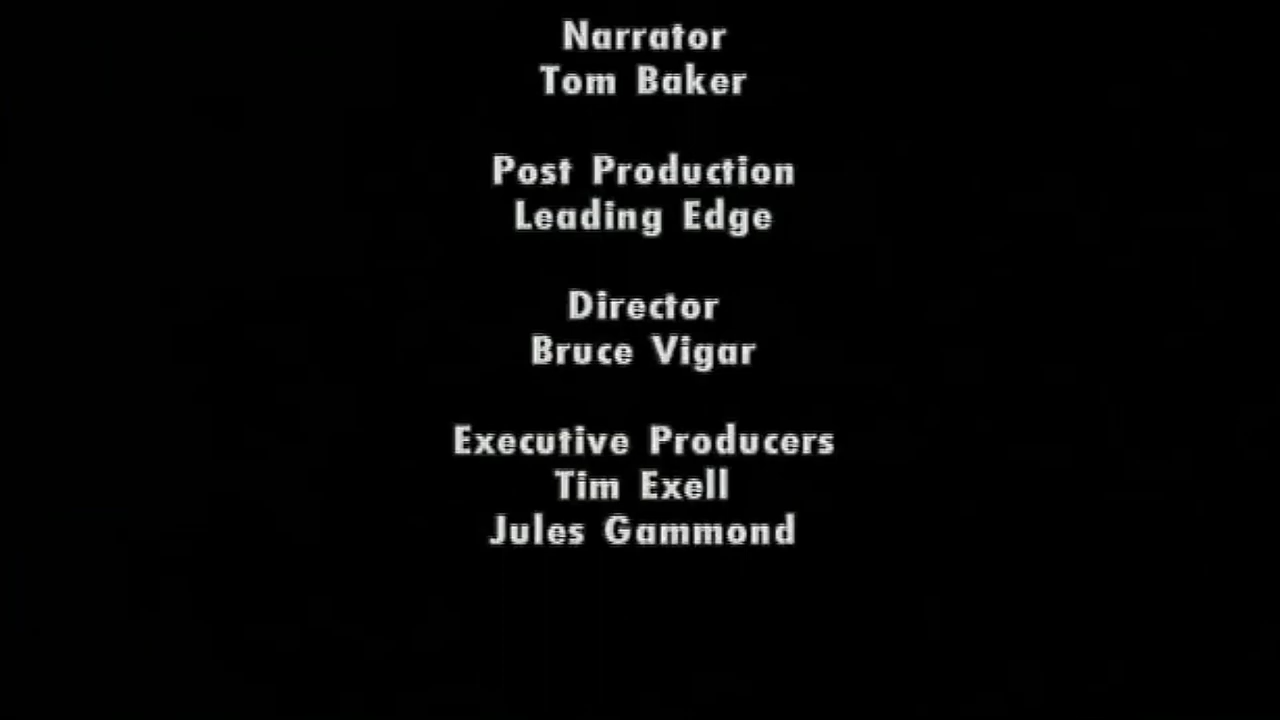 Narrator
Tom Baker
Post Production
Leading Edge
Director
Bruce Vigar
Executive Producers
Tim Exell
Jules Gammond